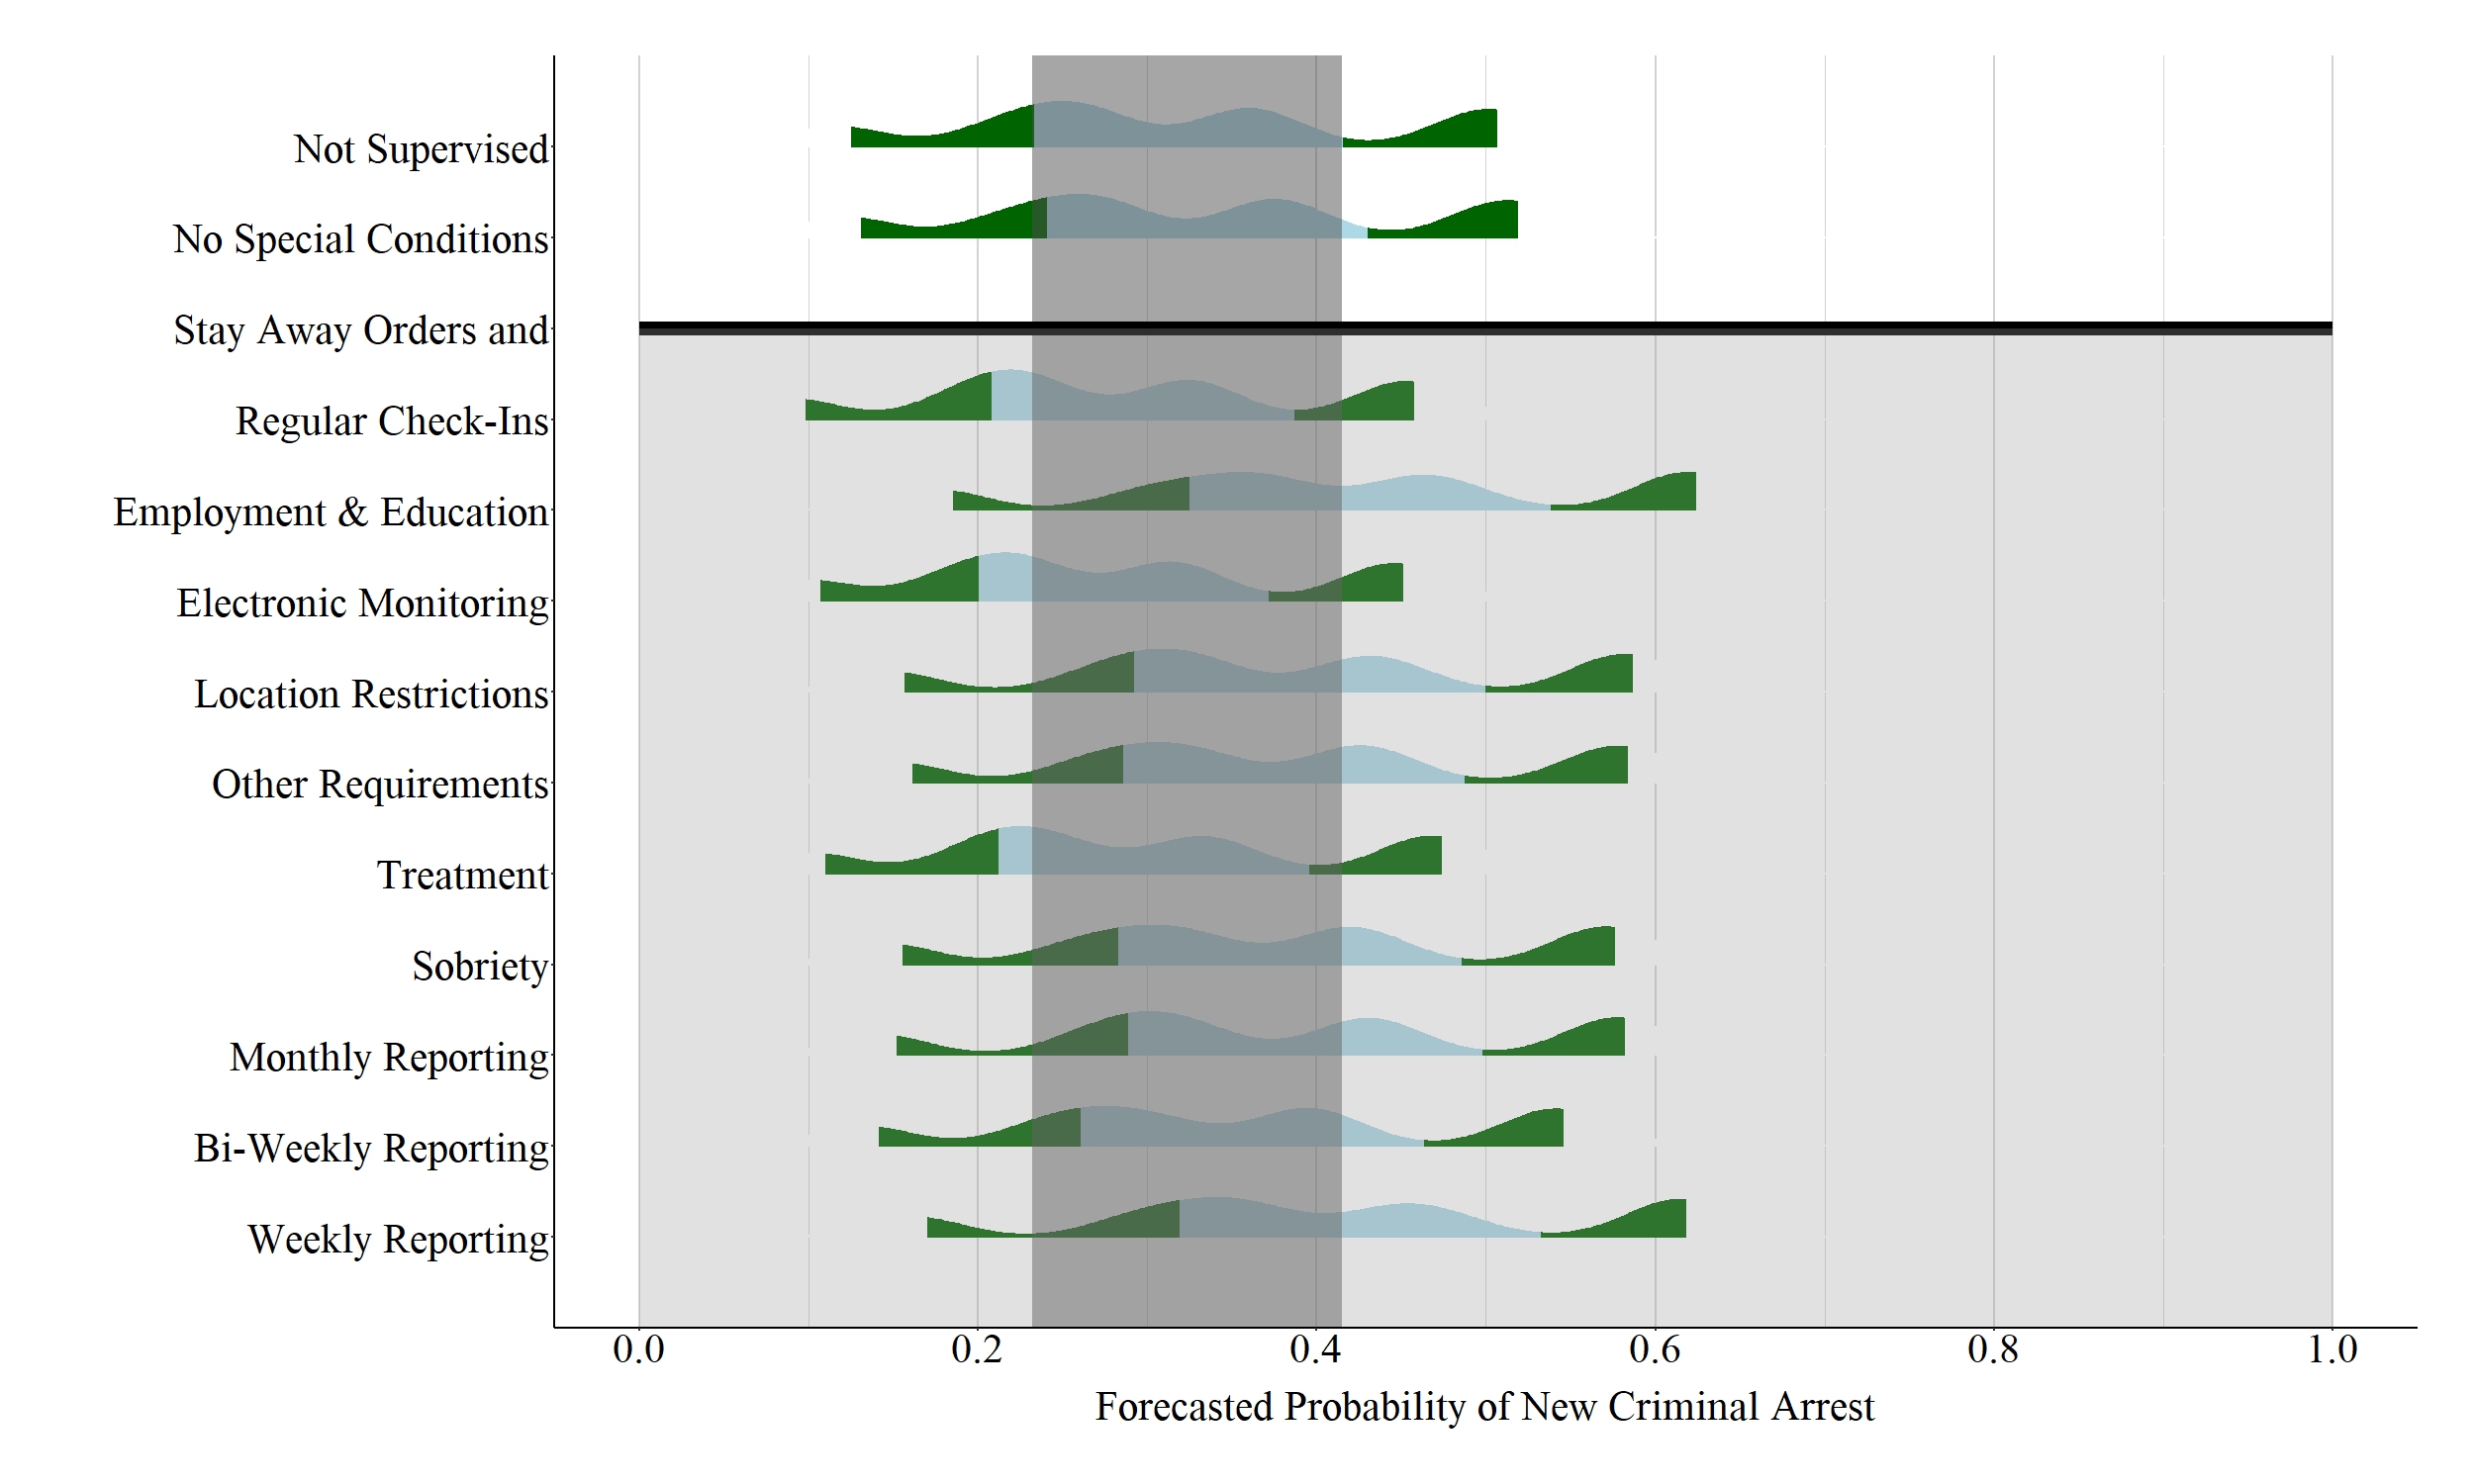 Not Supervised
No Special Conditions
Stay Away Orders and
Regular Check-Ins
Employment & Education
Electronic Monitoring
Location Restrictions
Other Requirements
Treatment
Sobriety
Monthly Reporting
Bi-Weekly Reporting
Weekly Reporting
0.0 0.2 0.4 0.6 0.8 1.0
Forecasted Probability of New Criminal Arrest